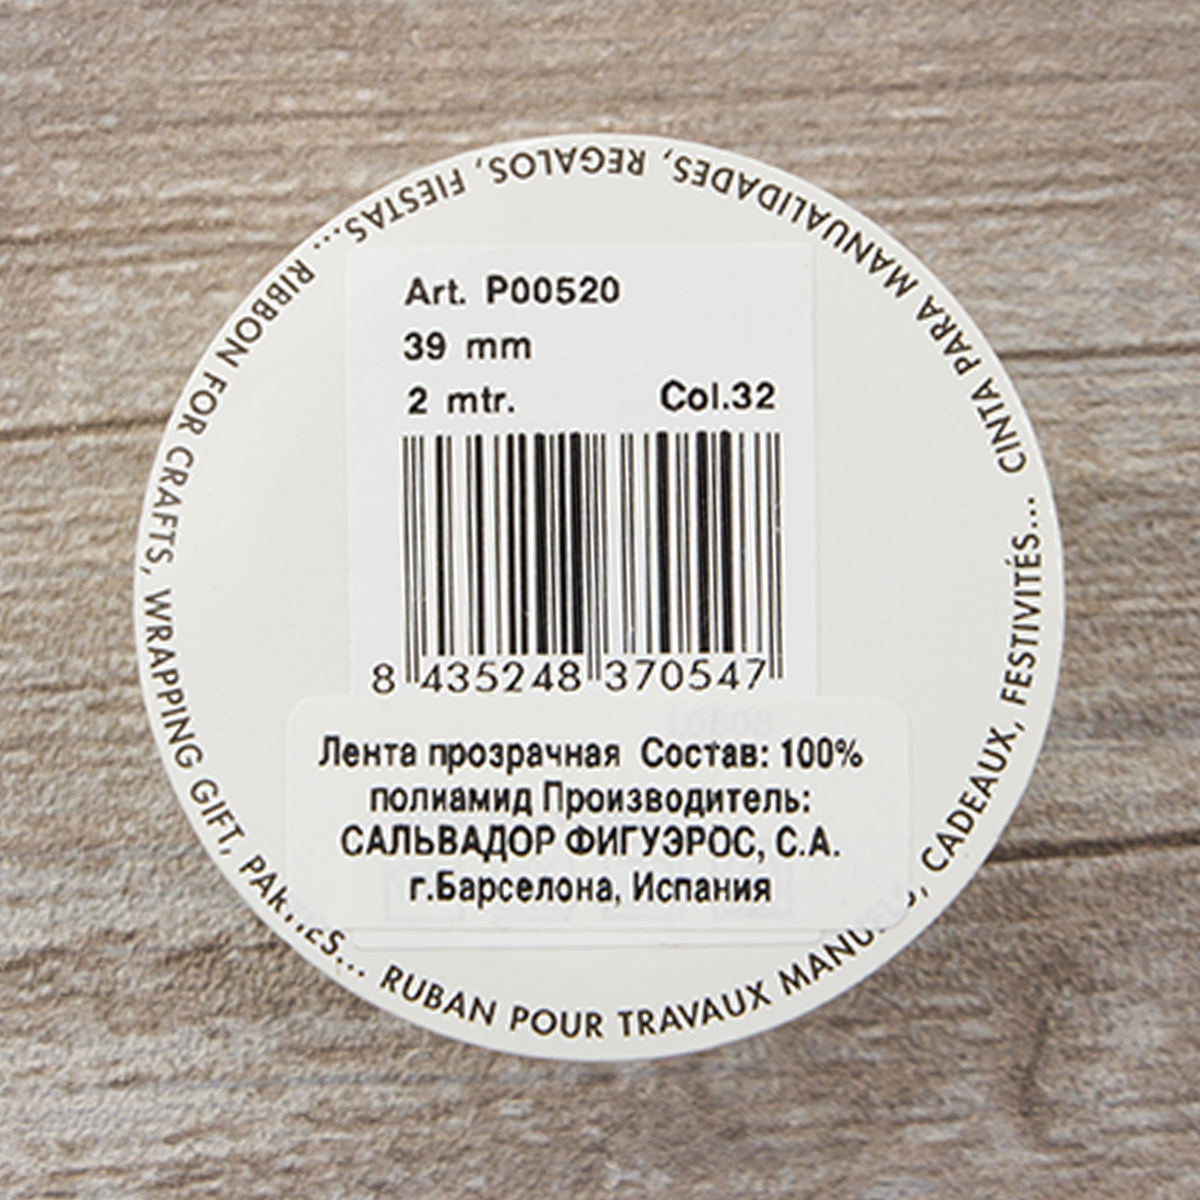 Art. P00520
39 mm
2 mtr. Col.32
8 435248 370547
Лента прозрачная Состав: 100%
полиамид Производитель:
САЛЬВАДОР ФИГУЭРОС, С.А.
г.Барселона, Испания
CINTA PARA MANUALIDADES, REGALOS, FIESTAS...
RIBBON FOR CRAFTS, WRAPPING GIFT,
RUBAN POUR TRAVAUX MANUELS, CADEAUX, FESTIVITÉS...